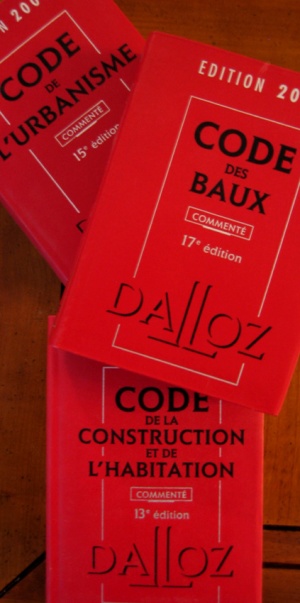 N 200
CODE
DE
L'URBANISME
COMMENTÉ
15e édition
EDITION 20
CODE
DES
BAUX
COMMENTÉ
17e édition
DALLOZ
CODE
DE LA
CONSTRUCTION
ET DE
L'HABITATION
COMMENTÉ
13e édition
DALLOZ